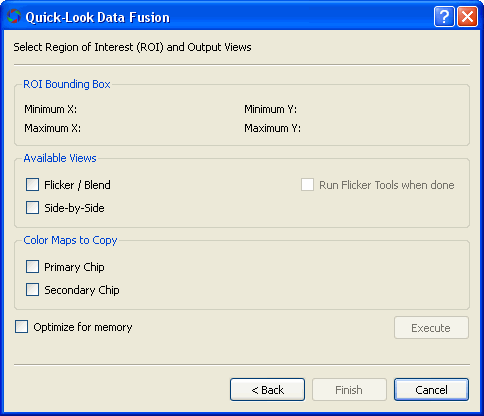 Quick-Look Data Fusion
Select Region of Interest (ROI) and Output Views
ROI Bounding Box
Minimum X: Minimum Y:
Maximum X: Maximum Y:
Available Views
Flicker / Blend Run Flicker Tools when done
Side-by-Side
Color Maps to Copy
Primary Chip
Secondary Chip
Optimize for memory Execute
< Back Finish Cancel